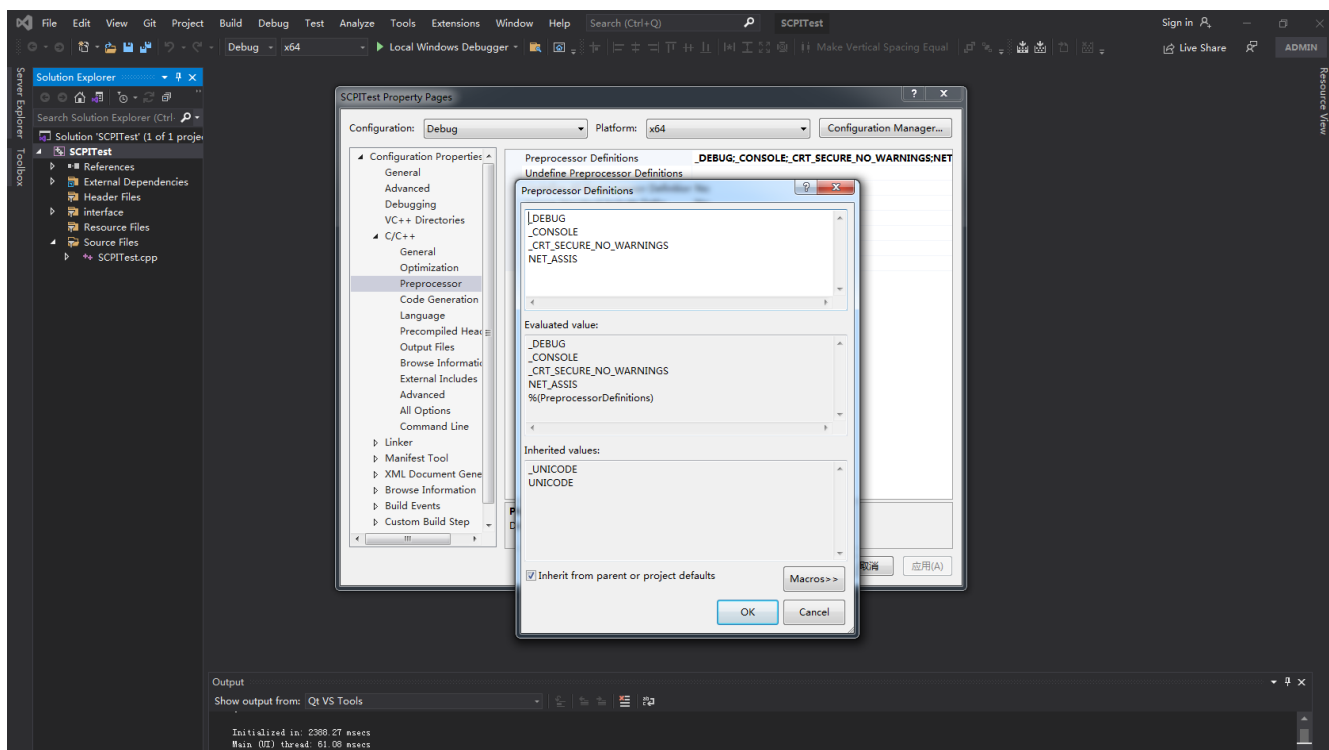 File Edit View Git Project Build Debug Test Analyze Tools Extensions Window Help Search (Ctrl+Q) SCPITest Sign in
Debug x64 Local Windows Debugger Make Vertical Spacing Equal Live Share ADMIN
Server Explorer
Toolbox
Solution Explorer
Search Solution Explorer (Ctrl
Solution 'SCPITest' (1 of 1 proje
SCPITest
References
External Dependencies
Header Files
interface
Resource Files
Source Files
SCPITest.cpp
Resource View
SCPITest Property Pages
Configuration: Debug Platform: x64 Configuration Manager...
Configuration Properties
General
Advanced
Debugging
VC++ Directories
C/C++
General
Optimization
Preprocessor
Code Generation
Language
Precompiled Head
Output Files
Browse Informatic
External Includes
Advanced
All Options
Command Line
Linker
Manifest Tool
XML Document Gene
Browse Information
Build Events
Custom Build Step
Preprocessor Definitions _DEBUG;_CONSOLE;_CRT_SECURE_NO_WARNINGS;NET
Undefine Preprocessor Definitions
取消 应用(A)
Preprocessor Definitions
_DEBUG
_CONSOLE
_CRT_SECURE_NO_WARNINGS
NET_ASSIS
Evaluated value:
_DEBUG
_CONSOLE
_CRT_SECURE_NO_WARNINGS
NET_ASSIS
%(PreprocessorDefinitions)
Inherited values:
_UNICODE
UNICODE
Inherit from parent or project defaults
Macros>>
OK Cancel
Output
Show output from: Qt VS Tools
Initialized in: 2388.27 msecs
Main (UI) thread: 61.08 msecs